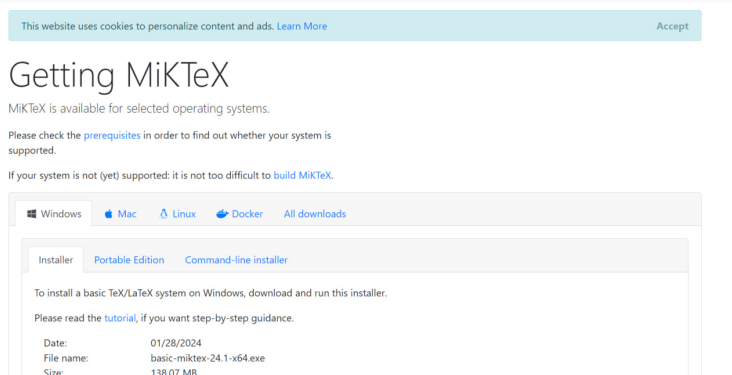 This website uses cookies to personalize content and ads. Learn More
Accept
Getting MiKTeX
MiKTeX is available for selected operating systems.
Please check the prerequisites in order to find out whether your system is
supported.
If your system is not (yet) supported: it is not too difficult to build MiKTeX.
Windows Mac Linux Docker All downloads
Installer Portable Edition Command-line installer
To install a basic TeX/LaTeX system on Windows, download and run this installer.
Please read the tutorial, if you want step-by-step guidance.
Date: 01/28/2024
File name: basic-miktex-24.1-x64.exe
Size: 138.07 MB